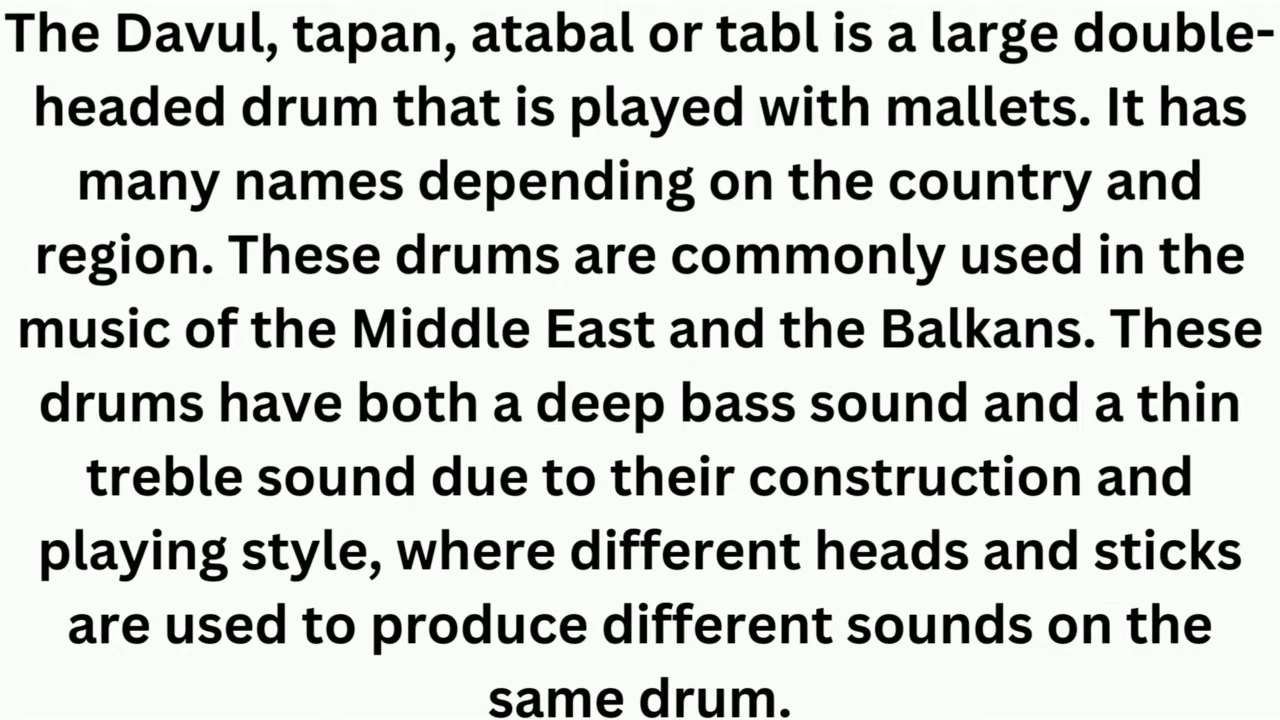 The Davul, tapan, atabal or tabl is a large double-
headed drum that is played with mallets. It has
many names depending on the country and
region. These drums are commonly used in the
music of the Middle East and the Balkans. These
drums have both a deep bass sound and a thin
treble sound due to their construction and
playing style, where different heads and sticks
are used to produce different sounds on the
same drum.